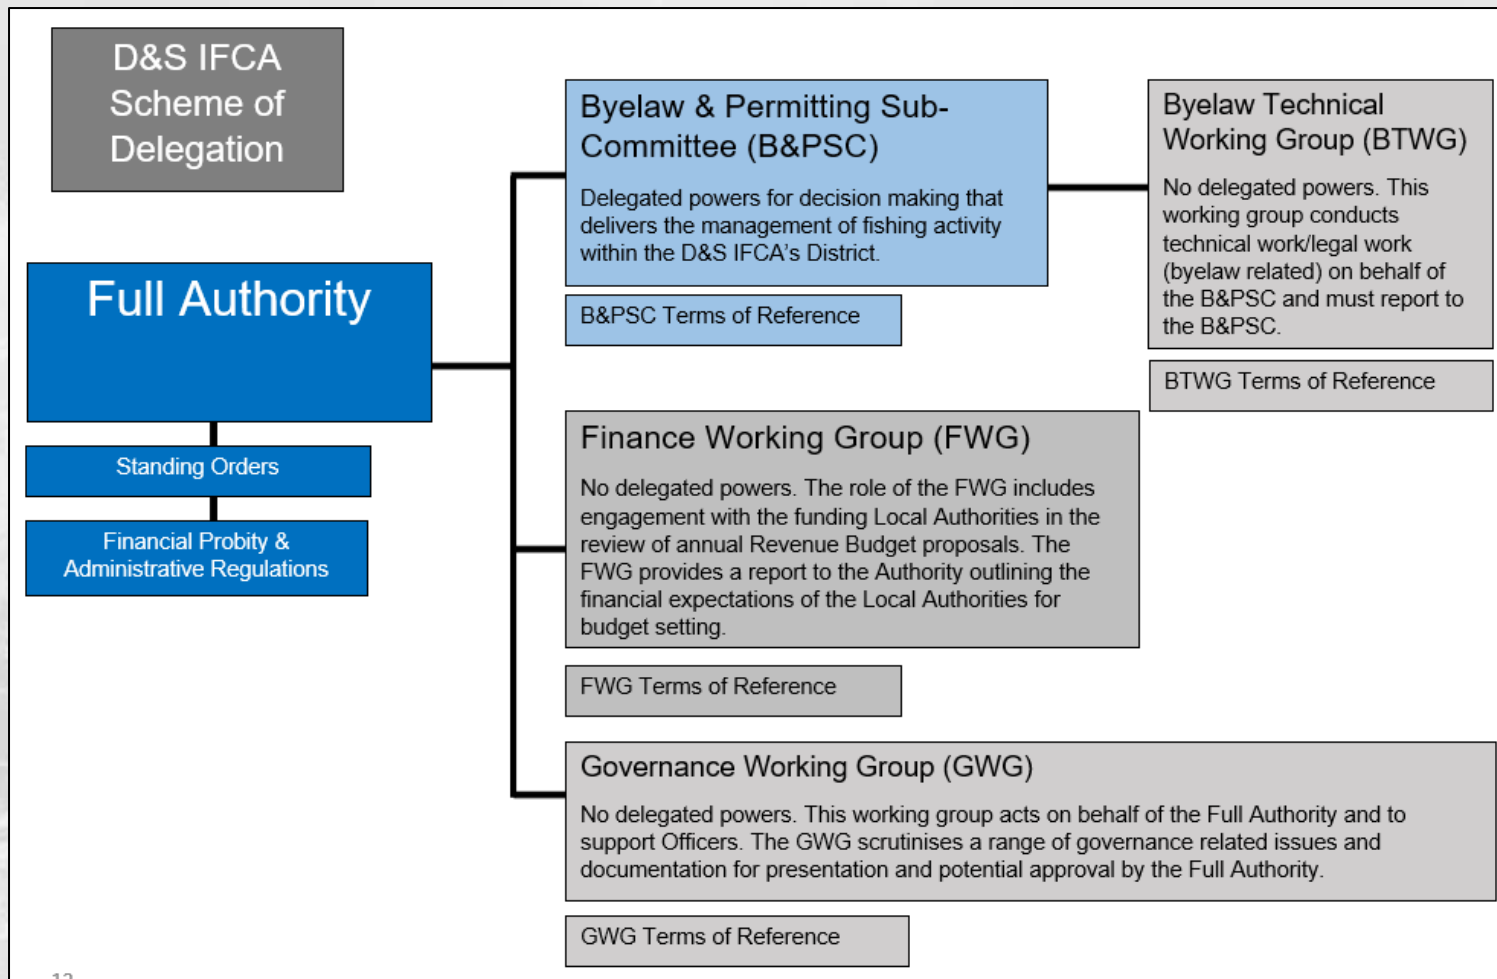 D&S IFCA
Scheme of
Delegation
Full Authority
Standing Orders
Financial Probity &
Administrative Regulations
Byelaw & Permitting Sub-
Committee (B&PSC)
Delegated powers for decision making that
delivers the management of fishing activity
within the D&S IFCA's District.
B&PSC Terms of Reference
Byelaw Technical
Working Group (BTWG)
No delegated powers. This
working group conducts
technical work/legal work
(byelaw related) on behalf of
the B&PSC and must report to
the B&PSC.
BTWG Terms of Reference
Finance Working Group (FWG)
No delegated powers. The role of the FWG includes
engagement with the funding Local Authorities in the
review of annual Revenue Budget proposals. The
FWG provides a report to the Authority outlining the
financial expectations of the Local Authorities for
budget setting.
FWG Terms of Reference
Governance Working Group (GWG)
No delegated powers. This working group acts on behalf of the Full Authority and to
support Officers. The GWG scrutinises a range of governance related issues and
documentation for presentation and potential approval by the Full Authority.
GWG Terms of Reference